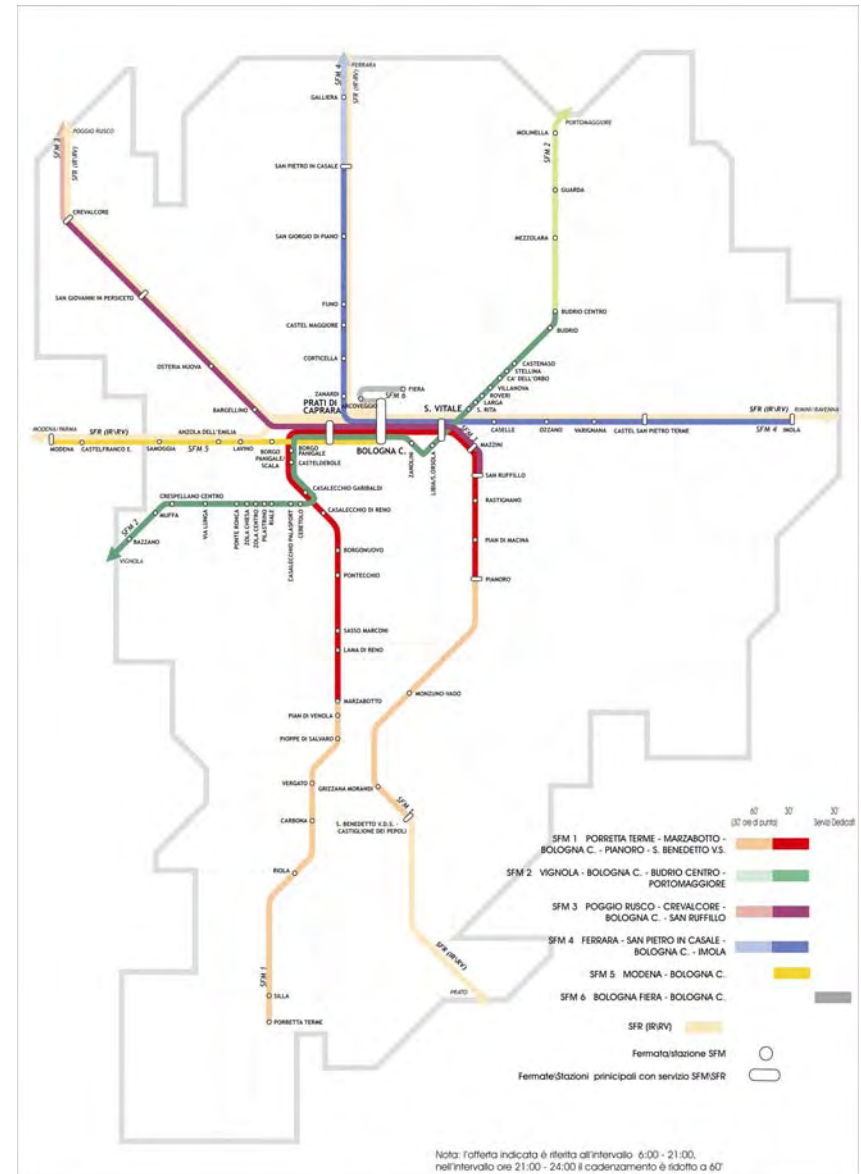 FERRARA
SFM 4
SFR (IR\RV)
GALLIERA
PORTOMAGGIORE
MOLINELLA
SFM 2
POGGIO RUSCO
SFM 3
SFR (IR\RV)
SAN PIETRO IN CASALE
GUARDA
CREVALCORE
SAN GIORGIO DI PIANO
MEZZOLARA
SAN GIOVANNI IN PERSICETO
FUNO
BUDRIO CENTRO
CASTEL MAGGIORE
BUDRIO
CORTICELLA
OSTERIA NUOVA
CASTENASO
STELLINA
CA' DELL'ORBO
VILLANOVA
ROVERI
LARGA
S. RITA
FIERA
SFM 6
ZANARDI
ARCOVEGGIO
PRATI DI
CAPRARA
S. VITALE
BARGELLINO
SFR (IR\RV)
RIMINI/RAVENNA
MODENA/ PARMA
SFR (IR\RV)
ANZOLA DELL'EMILIA
MODENA
CASTELFRANCO E.
SAMOGGIA
SFM 5
LAVINO
BORGO
PANIGALE/
SCALA
BORGO
PANIGALE
BOLOGNA C.
ZANOLINI
LIBIA/S.ORSOLA
SFM 3
MAZZINI
CASELLE
OZZANO
VARIGNANA
CASTEL SAN PIETRO TERME
SFM 4
IMOLA
CASTELDEBOLE
SAN RUFFILLO
CASALECCHIO GARIBALDI
CRESPELLANO CENTRO
RASTIGNANO
CASALECCHIO DI RENO
MUFFA
SFM 2
BAZZANO
VIGNOLA
VIA LUNGA
PONTE RONCA
ZOLA CHIESA
ZOLA CENTRO
PILASTRINO
RIALE
CASALECCHIO PALASPORT
CERETOLO
PIAN DI MACINA
BORGONUOVO
PONTECCHIO
PIANORO
SASSO MARCONI
LAMA DI RENO
MONZUNO VADO
MARZABOTTO
PIAN DI VENOLA
PIOPPE DI SALVARO
VERGATO
GRIZZANA MORANDI
SFM 1
CARBONA
S. BENEDETTO V.D.S. -
CASTIGLIONE DEI PEPOLI
RIOLA
SFR (IR\RV)
PRATO
SFM 1
SILLA
PORRETTA TERME
60' 30' 30'
(30' ore di punta) Servizi Dedicati
SFM 1 PORRETTA TERME - MARZABOTTO -
BOLOGNA C. - PIANORO - S. BENEDETTO V.S.
SFM 2 VIGNOLA - BOLOGNA C. - BUDRIO CENTRO -
PORTOMAGGIORE
SFM 3 POGGIO RUSCO - CREVALCORE -
BOLOGNA C. - SAN RUFFILLO
SFM 4 FERRARA - SAN PIETRO IN CASALE -
BOLOGNA C. - IMOLA
SFM 5 MODENA - BOLOGNA C.
SFM 6 BOLOGNA FIERA - BOLOGNA C.
SFR (IR\RV)
Fermata/stazione SFM
Fermate\Stazioni prinicipali con servizio SFM\SFR
Nota: l'offerta indicata è riferita all'intervallo 6:00 - 21:00,
nell'intervallo ore 21:00 - 24:00 il cadenzamento è ridotto a 60'